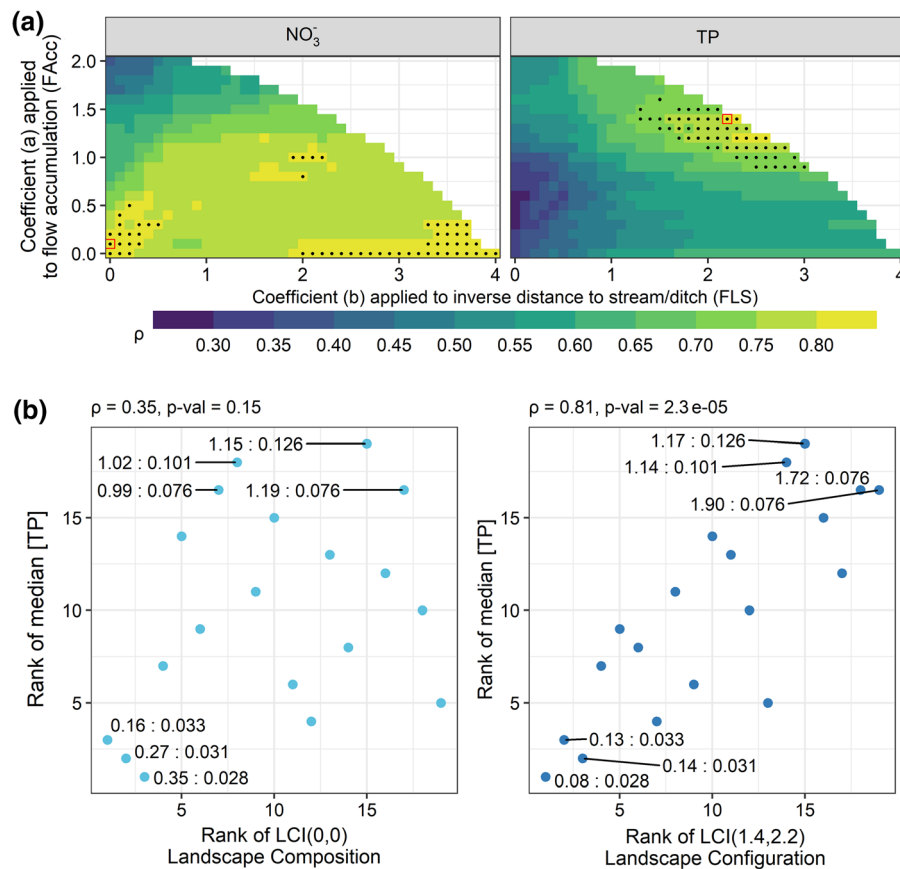 (a)
NO3-
TP
Coefficient (a) applied
to flow accumulation (FAcc)
2.0
1.5
1.0
0.5
0.0
0 1 2 3 4
0 1 2 3 4
Coefficient (b) applied to inverse distance to stream/ditch (FLS)
ρ
0.30 0.35 0.40 0.45 0.50 0.55 0.60 0.65 0.70 0.75 0.80
(b)
ρ = 0.35, p-val = 0.15
Rank of median [TP]
15
10
5
1.15 : 0.126
1.02 : 0.101
0.99 : 0.076
1.19 : 0.076
0.16 : 0.033
0.27 : 0.031
0.35 : 0.028
5 10 15
Rank of LCI(0,0)
Landscape Composition
ρ = 0.81, p-val = 2.3 e-05
Rank of median [TP]
15
10
5
1.17 : 0.126
1.14 : 0.101
1.72 : 0.076
1.90 : 0.076
0.13 : 0.033
0.14 : 0.031
0.08 : 0.028
5 10 15
Rank of LCI(1.4,2.2)
Landscape Configuration